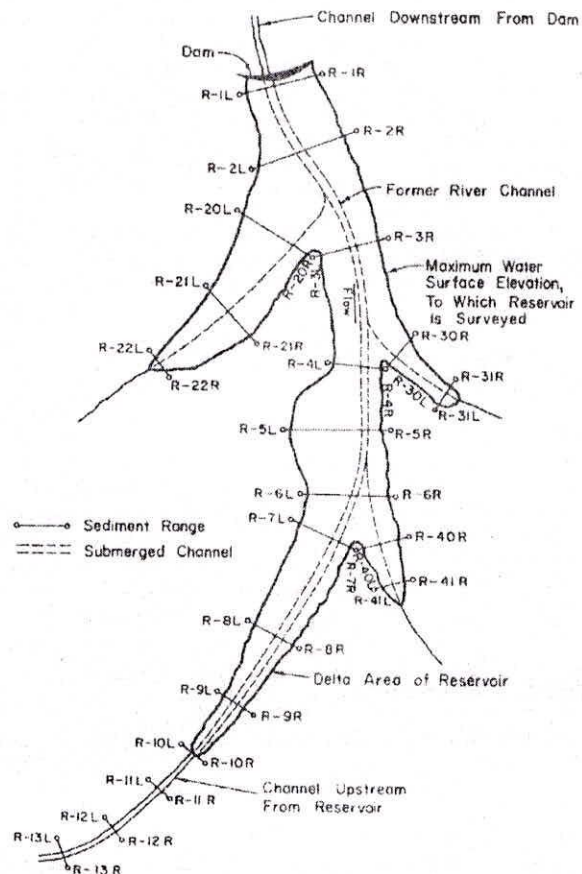 Channel Downstream From Dam
Dam
R-1R
R-1L
R-2R
R-2L
Former River Channel
R-20L
R-3R
R-20R
R-3L
Maximum Water
Surface Elevation,
To Which Reservoir
Is Surveyed
R-21L
Flow
R-30R
R-21R
R-22L
R-4L
R-22R
R-31R
R-30L
R-4R
R-31L
R-5L
R-5R
R-6L
R-6R
R-7L
Sediment Range
R-40R
Submerged Channel
R-40L
R-7R
R-41R
R-41L
R-8L
R-8R
Delta Area of Reservoir
R-9L
R-9R
R-10L
R-10R
R-11L
Channel Upstream
From Reservoir
R-11R
R-12L
R-13L
R-12R
R-13R